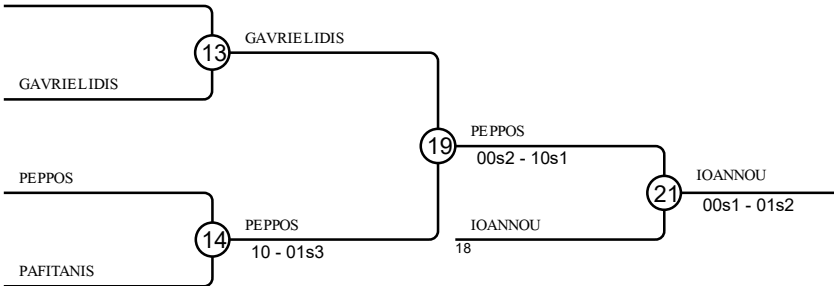 13
GAVRIELIDIS
GAVRIELIDIS
19
PEPPOS
00s2 - 10s1
PEPPOS
21
IOANNOU
00s1 - 01s2
14
PEPPOS
10 - 01s3
IOANNOU
18
PAFITANIS